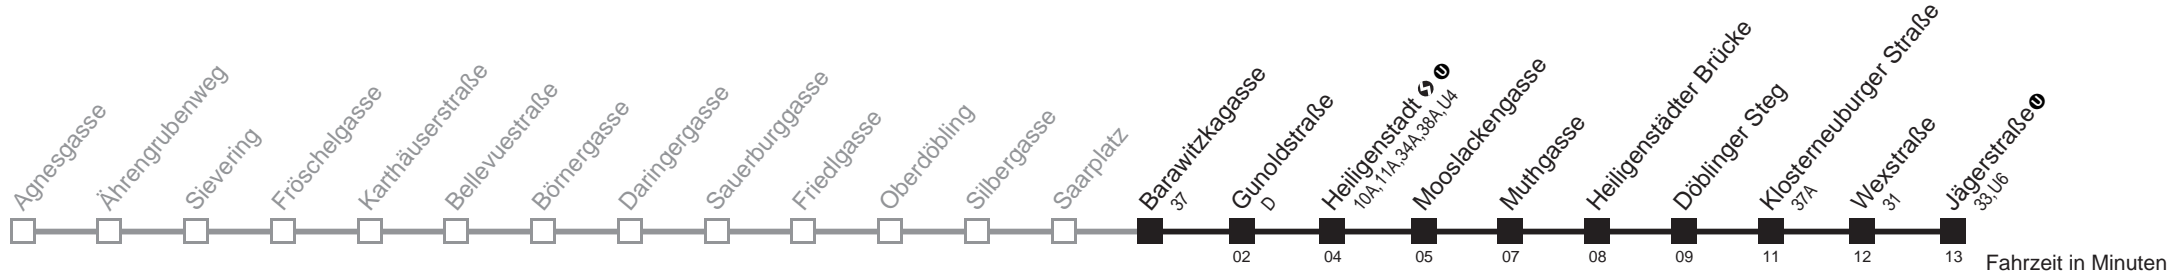 Agnesgasse
Ährengrubenweg
Sievering
Fröschelgasse
Karthäuserstraße
Bellevuestraße
Börnergasse
Daringergasse
Sauerburggasse
Friedlgasse
Oberdöbling
Silbergasse
Saarplatz
Barawitzkagasse
37
Gunoldstraße
D
Heiligenstadt S U
10A,11A,34A,38A,U4
Mooslackengasse
Muthgasse
Heiligenstädter Brücke
Döblinger Steg
Klosterneuburger Straße
37A
Wexstraße
31
Jägerstraße U
33,U6
02 04 05 07 08 09 11 12 13
Fahrzeit in Minuten